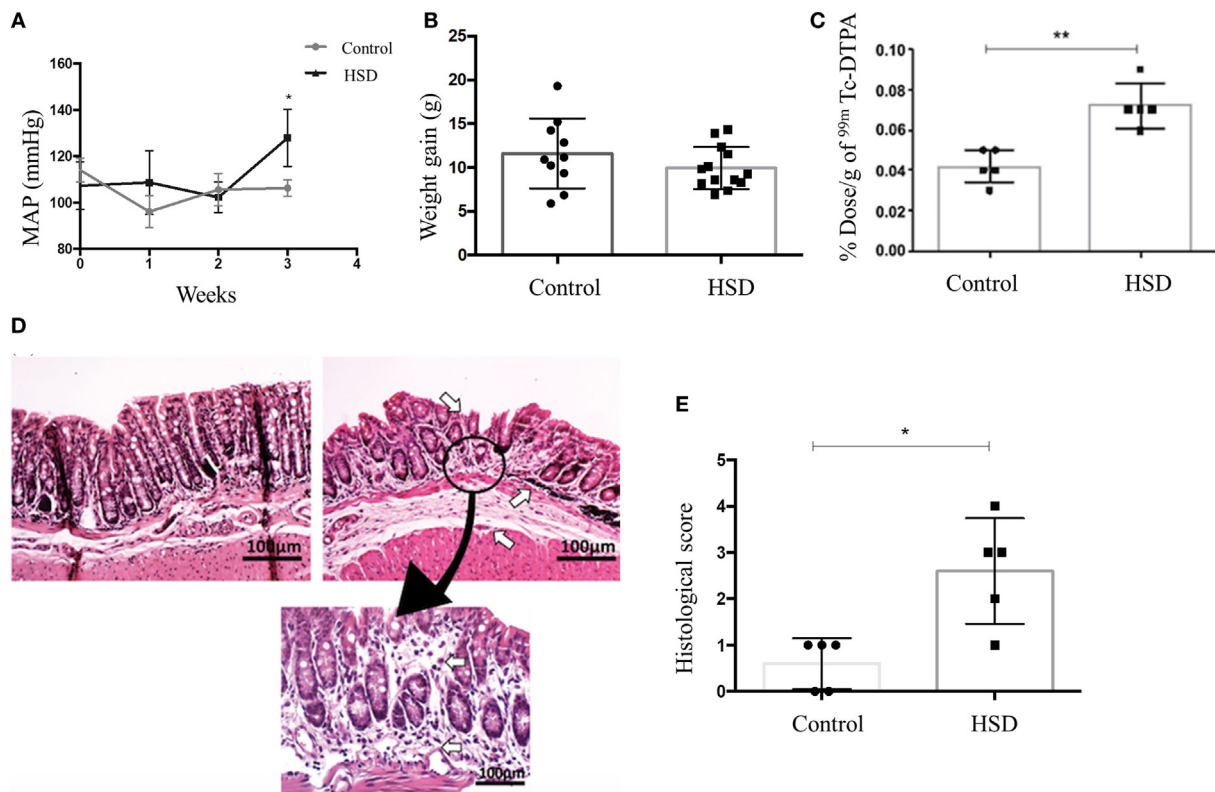 A
Control
HSD
MAP (mmHg)
160
140
120
100
80
*
0 1 2 3 4
Weeks
B
Weight gain (g)
25
20
15
10
5
0
Control HSD
C
% Dose/g of 99m Tc-DTPA
**
0.10
0.08
0.06
0.04
0.02
0.00
Control HSD
D
100µm
100µm
100µm
E
*
Histological score
5
4
3
2
1
0
Control HSD